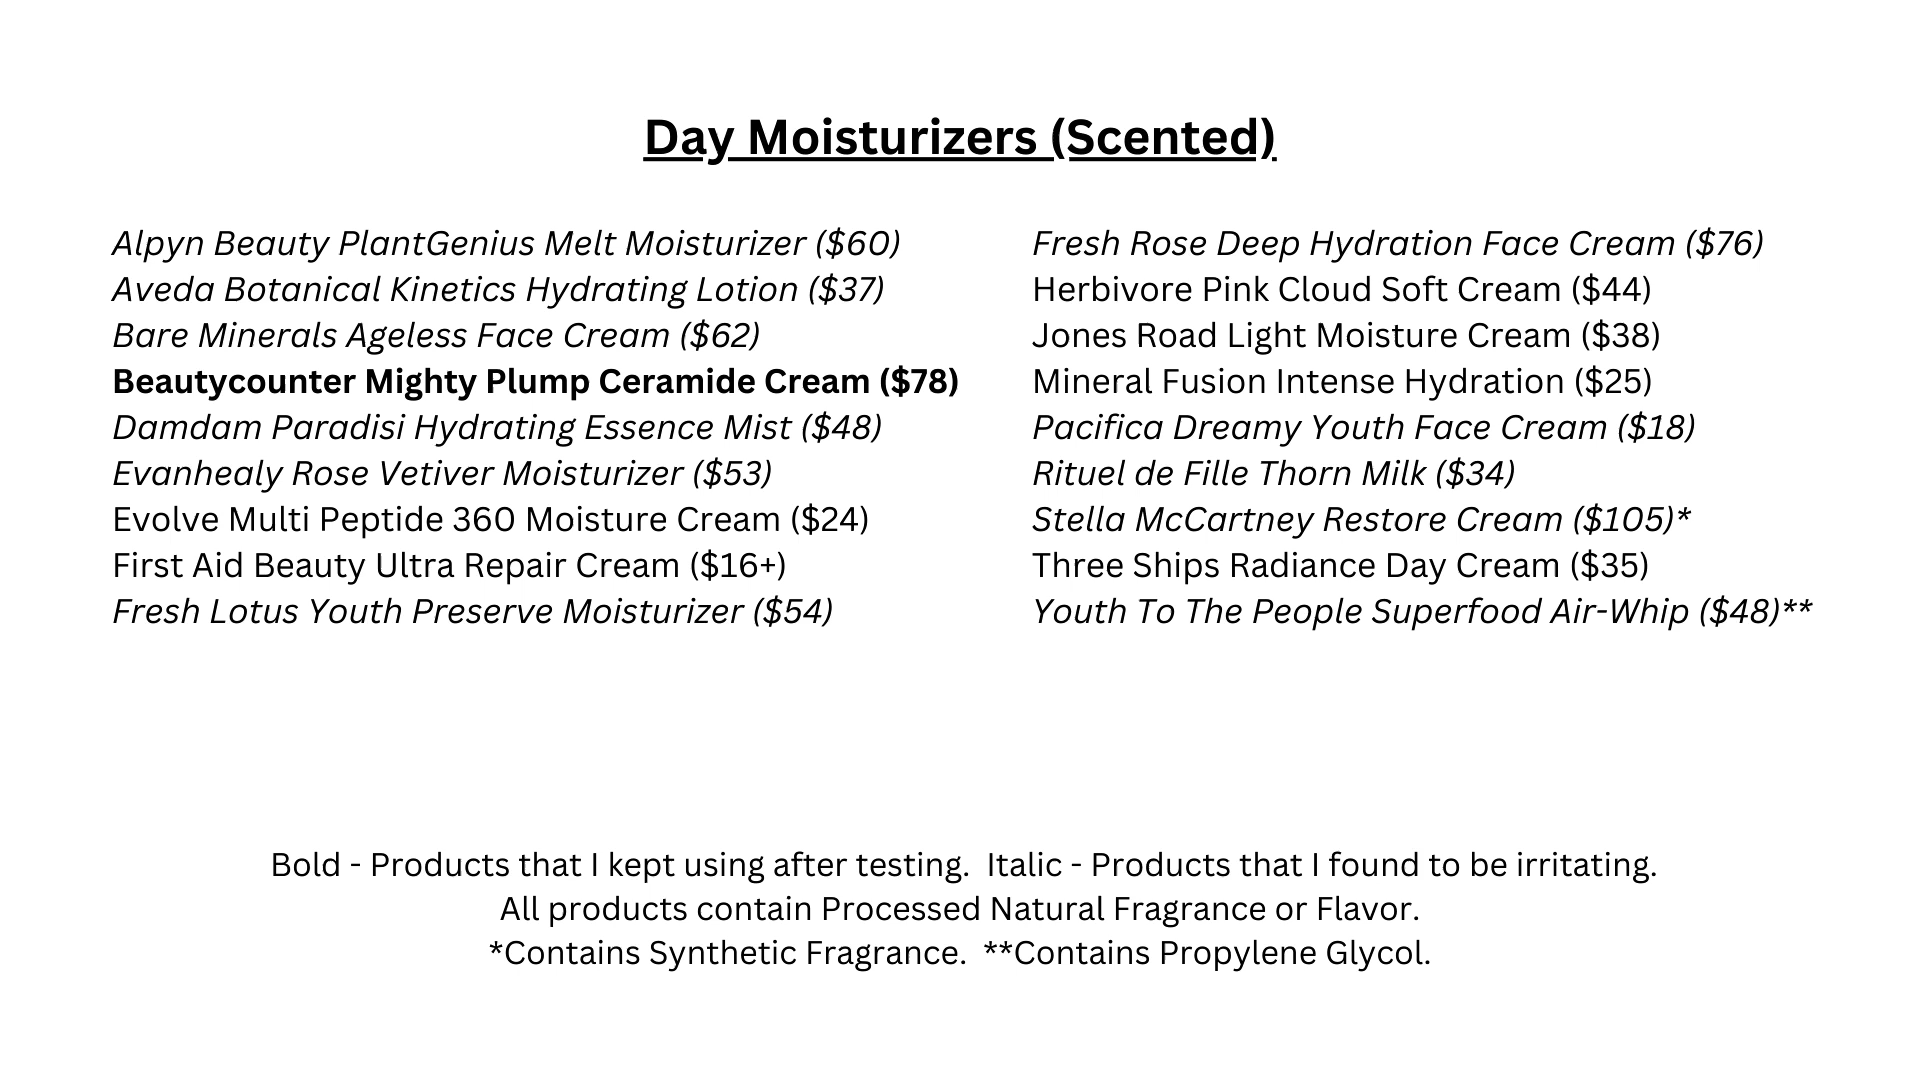 Day Moisturizers (Scented)
Alpyn Beauty PlantGenius Melt Moisturizer ($60)
Aveda Botanical Kinetics Hydrating Lotion ($37)
Bare Minerals Ageless Face Cream ($62)
Beautycounter Mighty Plump Ceramide Cream ($78)
Damdam Paradisi Hydrating Essence Mist ($48)
Evanhealy Rose Vetiver Moisturizer ($53)
Evolve Multi Peptide 360 Moisture Cream ($24)
First Aid Beauty Ultra Repair Cream ($16+)
Fresh Lotus Youth Preserve Moisturizer ($54)
Fresh Rose Deep Hydration Face Cream ($76)
Herbivore Pink Cloud Soft Cream ($44)
Jones Road Light Moisture Cream ($38)
Mineral Fusion Intense Hydration ($25)
Pacifica Dreamy Youth Face Cream ($18)
Rituel de Fille Thorn Milk ($34)
Stella McCartney Restore Cream ($105)*
Three Ships Radiance Day Cream ($35)
Youth To The People Superfood Air-Whip ($48)**
Bold - Products that I kept using after testing.  Italic - Products that I found to be irritating.
All products contain Processed Natural Fragrance or Flavor.
*Contains Synthetic Fragrance.  **Contains Propylene Glycol.